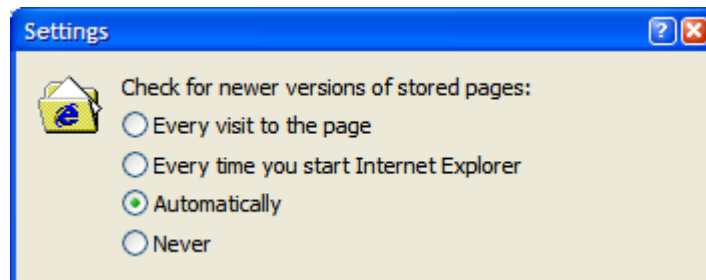 Settings
Check for newer versions of stored pages:
Every visit to the page
Every time you start Internet Explorer
Automatically
Never